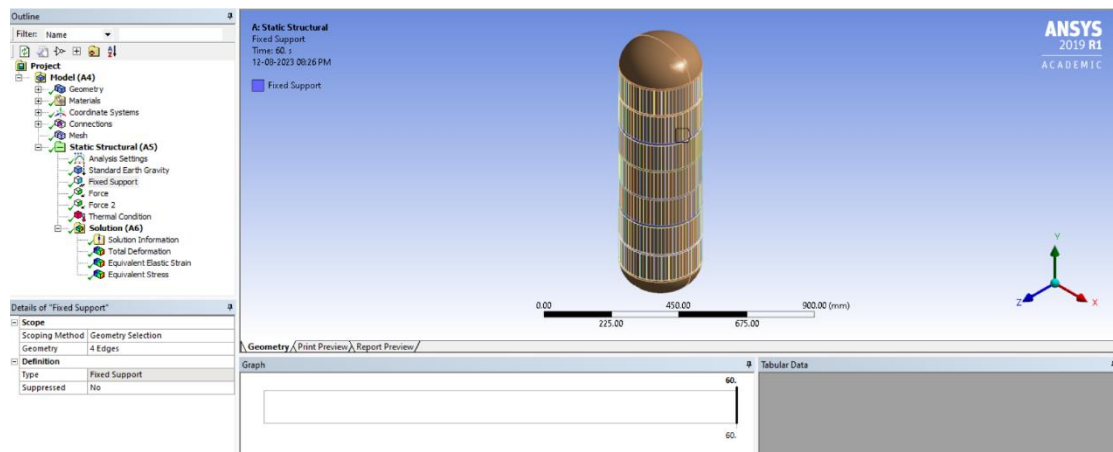 Outline
Filter: Name
Project
Model (A4)
Geometry
Materials
Coordinate Systems
Connections
Mesh
Static Structural (A5)
Analysis Settings
Standard Earth Gravity
Fixed Support
Force
Force 2
Thermal Condition
Solution (A6)
Solution Information
Total Deformation
Equivalent Elastic Strain
Equivalent Stress
Details of "Fixed Support"
Scope
Scoping Method Geometry Selection
Geometry 4 Edges
Definition
Type Fixed Support
Suppressed No
A: Static Structural
Fixed Support
Time: 60. s
12-08-2023 08:26 PM
Fixed Support
ANSYS
2019 R1
ACADEMIC
Y
Z
X
0.00 450.00 900.00 (mm)
225.00 675.00
Geometry Print Preview Report Preview
Graph
60.
60.
Tabular Data